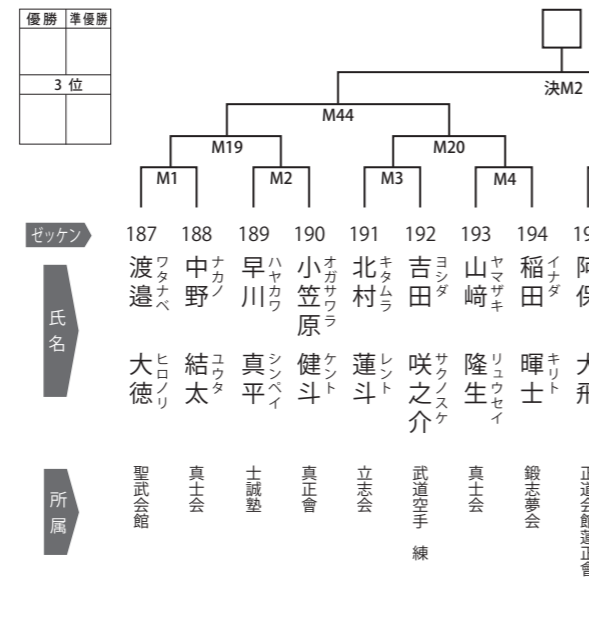 優勝 準優勝
3 位
決M2
M44
M19 M20
M1 M2 M3 M4
ゼッケン 187 188 189 190 191 192 193 194
氏名
渡邉 大徳 ワタナベ ヒロノリ
中野 結太 ナカノ ユウタ
早川 真平 ハヤカワ シンペイ
小笠原 健斗 オガサワラ ケント
北村 蓮斗 キタムラ レント
吉田 咲之介 ヨシダ サクノスケ
山﨑 隆生 ヤマザキ リュウセイ
稲田 暉士 イナダ キリト
所属
聖武会館
真士会
士誠塾
真正會
立志会
武道空手 練
真士会
鍛志夢会
正道会館蓮正會